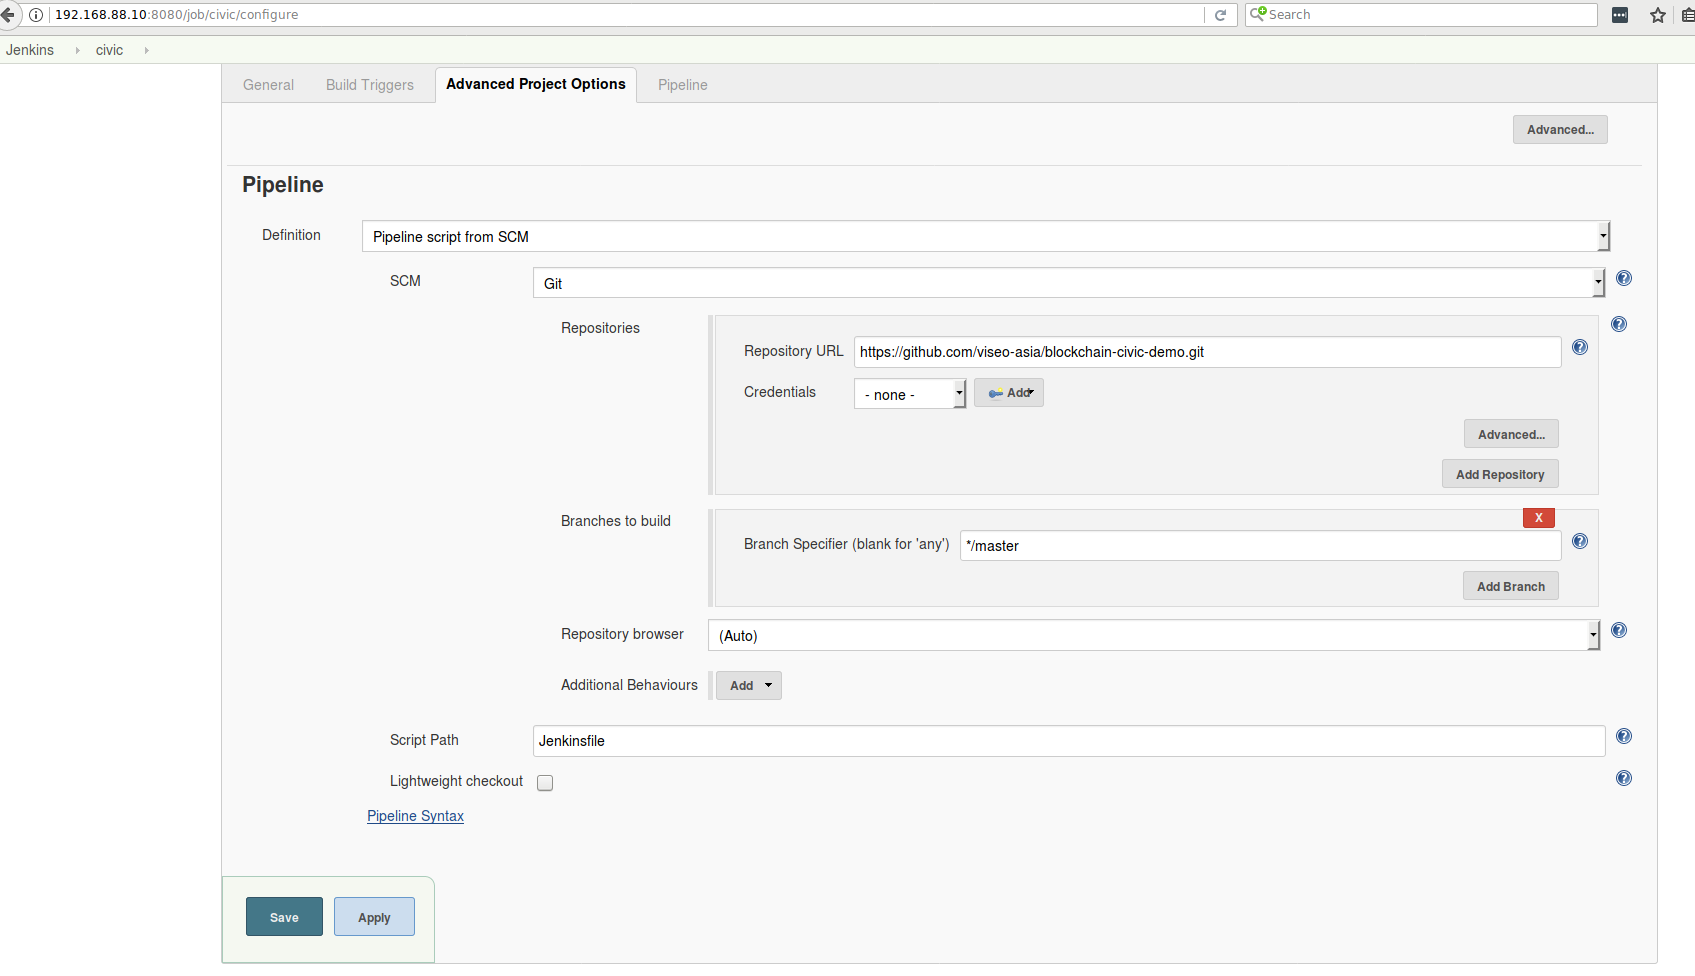 192.168.88.10:8080/job/civic/configure
Search
Jenkins civic
General Build Triggers Advanced Project Options Pipeline
Advanced...
Pipeline
Definition Pipeline script from SCM
SCM Git
Repositories
Repository URL https://github.com/viseo-asia/blockchain-civic-demo.git
Credentials - none - Add
Advanced...
Add Repository
Branches to build
X
Branch Specifier (blank for 'any') */master
Add Branch
Repository browser (Auto)
Additional Behaviours Add
Script Path Jenkinsfile
Lightweight checkout
Pipeline Syntax
Save Apply